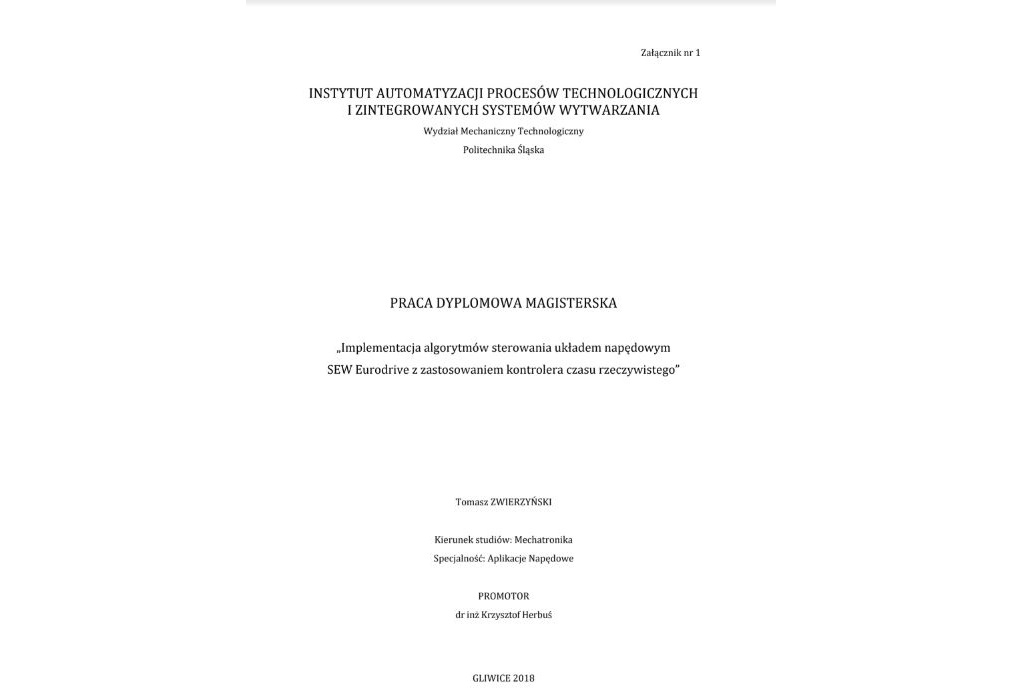 Załącznik nr 1
INSTYTUT AUTOMATYZACJI PROCESÓW TECHNOLOGICZNYCH
I ZINTEGROWANYCH SYSTEMÓW WYTWARZANIA
Wydział Mechaniczny Technologiczny
Politechnika Śląska
PRACA DYPLOMOWA MAGISTERSKA
„Implementacja algorytmów sterowania układem napędowym
SEW Eurodrive z zastosowaniem kontrolera czasu rzeczywistego”
Tomasz ZWIERZYŃSKI
Kierunek studiów: Mechatronika
Specjalność: Aplikacje Napędowe
PROMOTOR
dr inż Krzysztof Herbuś
GLIWICE 2018